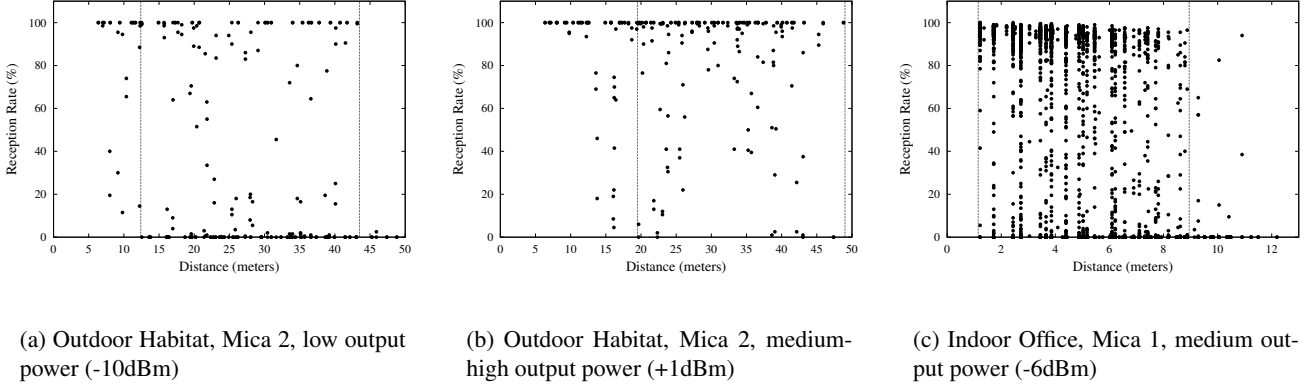 100
80
60
40
20
0
Reception Rate (%)
0 5 10 15 20 25 30 35 40 45 50
Distance (meters)
(a) Outdoor Habitat, Mica 2, low output
power (-10dBm)
100
80
60
40
20
0
Reception Rate (%)
0 5 10 15 20 25 30 35 40 45 50
Distance (meters)
(b) Outdoor Habitat, Mica 2, medium-
high output power (+1dBm)
100
80
60
40
20
0
Reception Rate (%)
0 2 4 6 8 10 12
Distance (meters)
(c) Indoor Office, Mica 1, medium out-
put power (-6dBm)